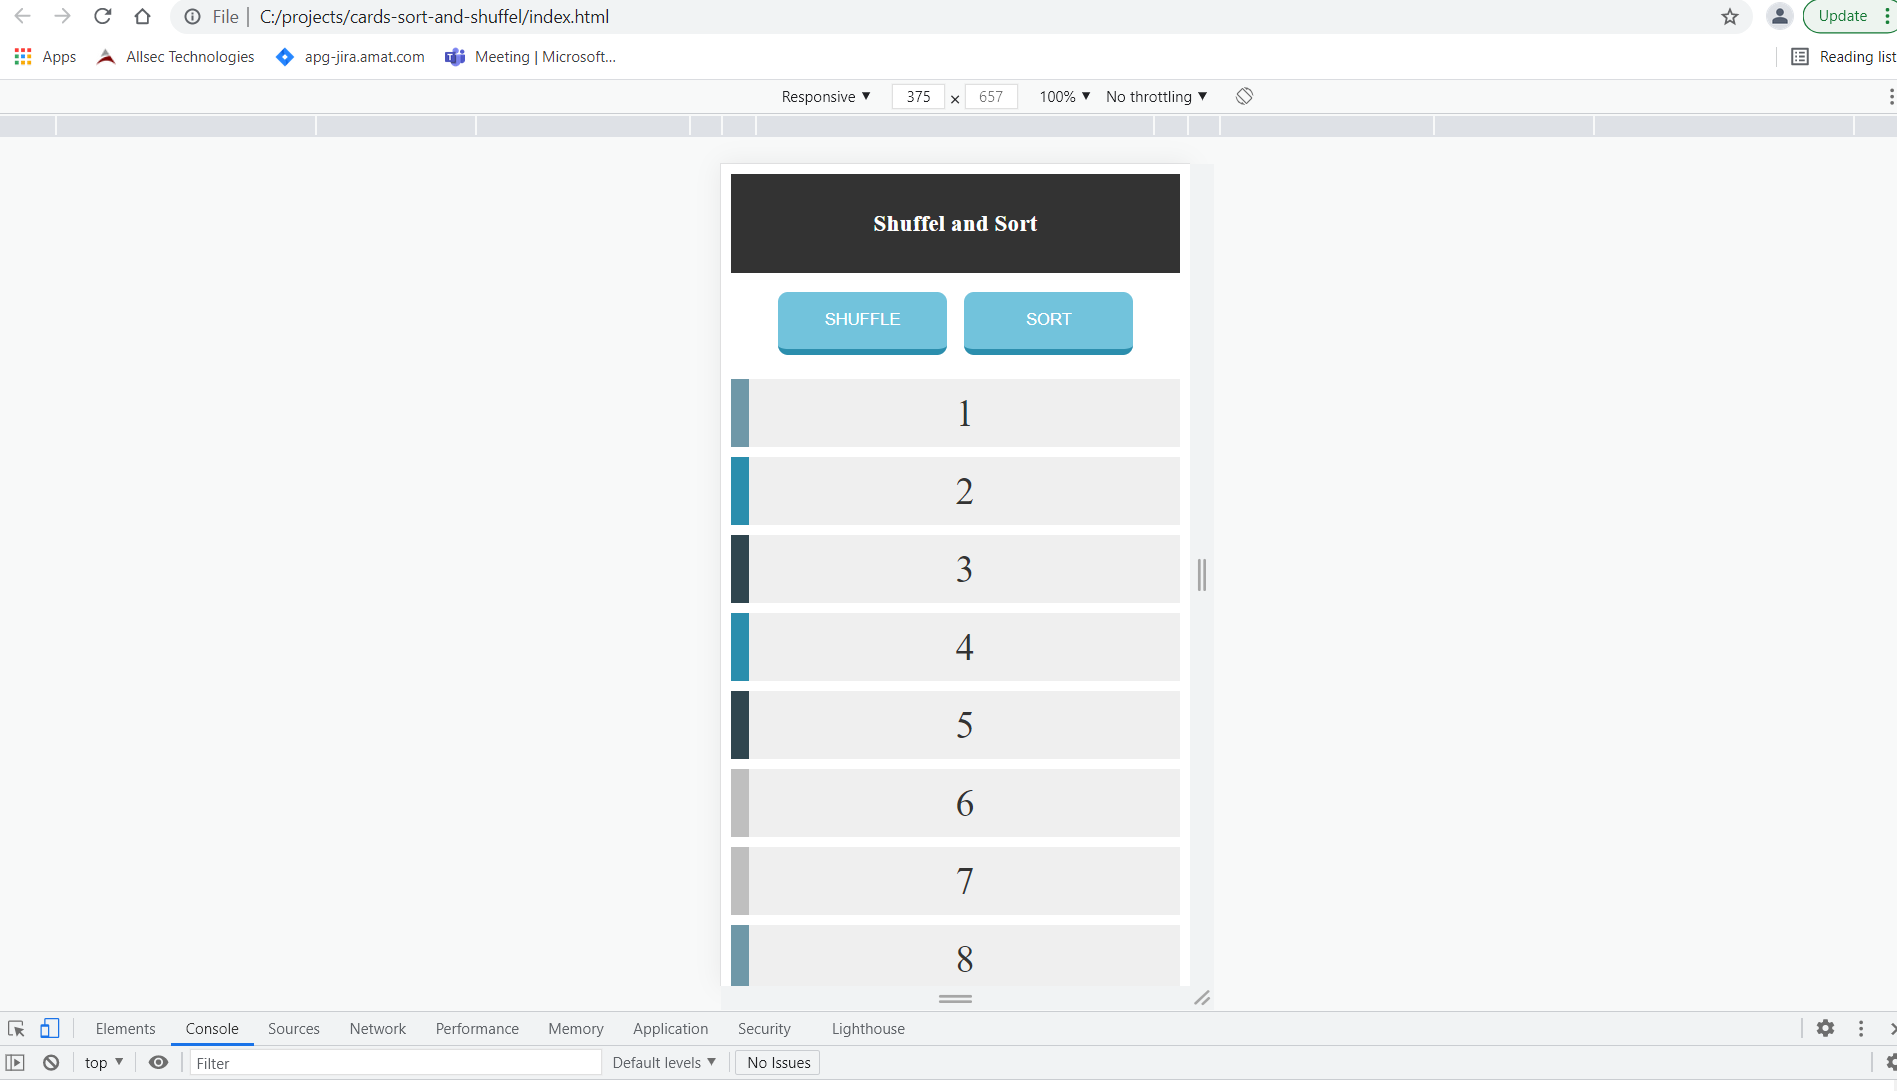 File | C:/projects/cards-sort-and-shuffel/index.html
Update
Apps Allsec Technologies apg-jira.amat.com Meeting | Microsoft...
Reading list
Responsive 375 × 657 100% No throttling
Shuffel and Sort
SHUFFLE SORT
1
2
3
4
5
6
7
8
Elements Console Sources Network Performance Memory Application Security Lighthouse
top Filter Default levels No Issues